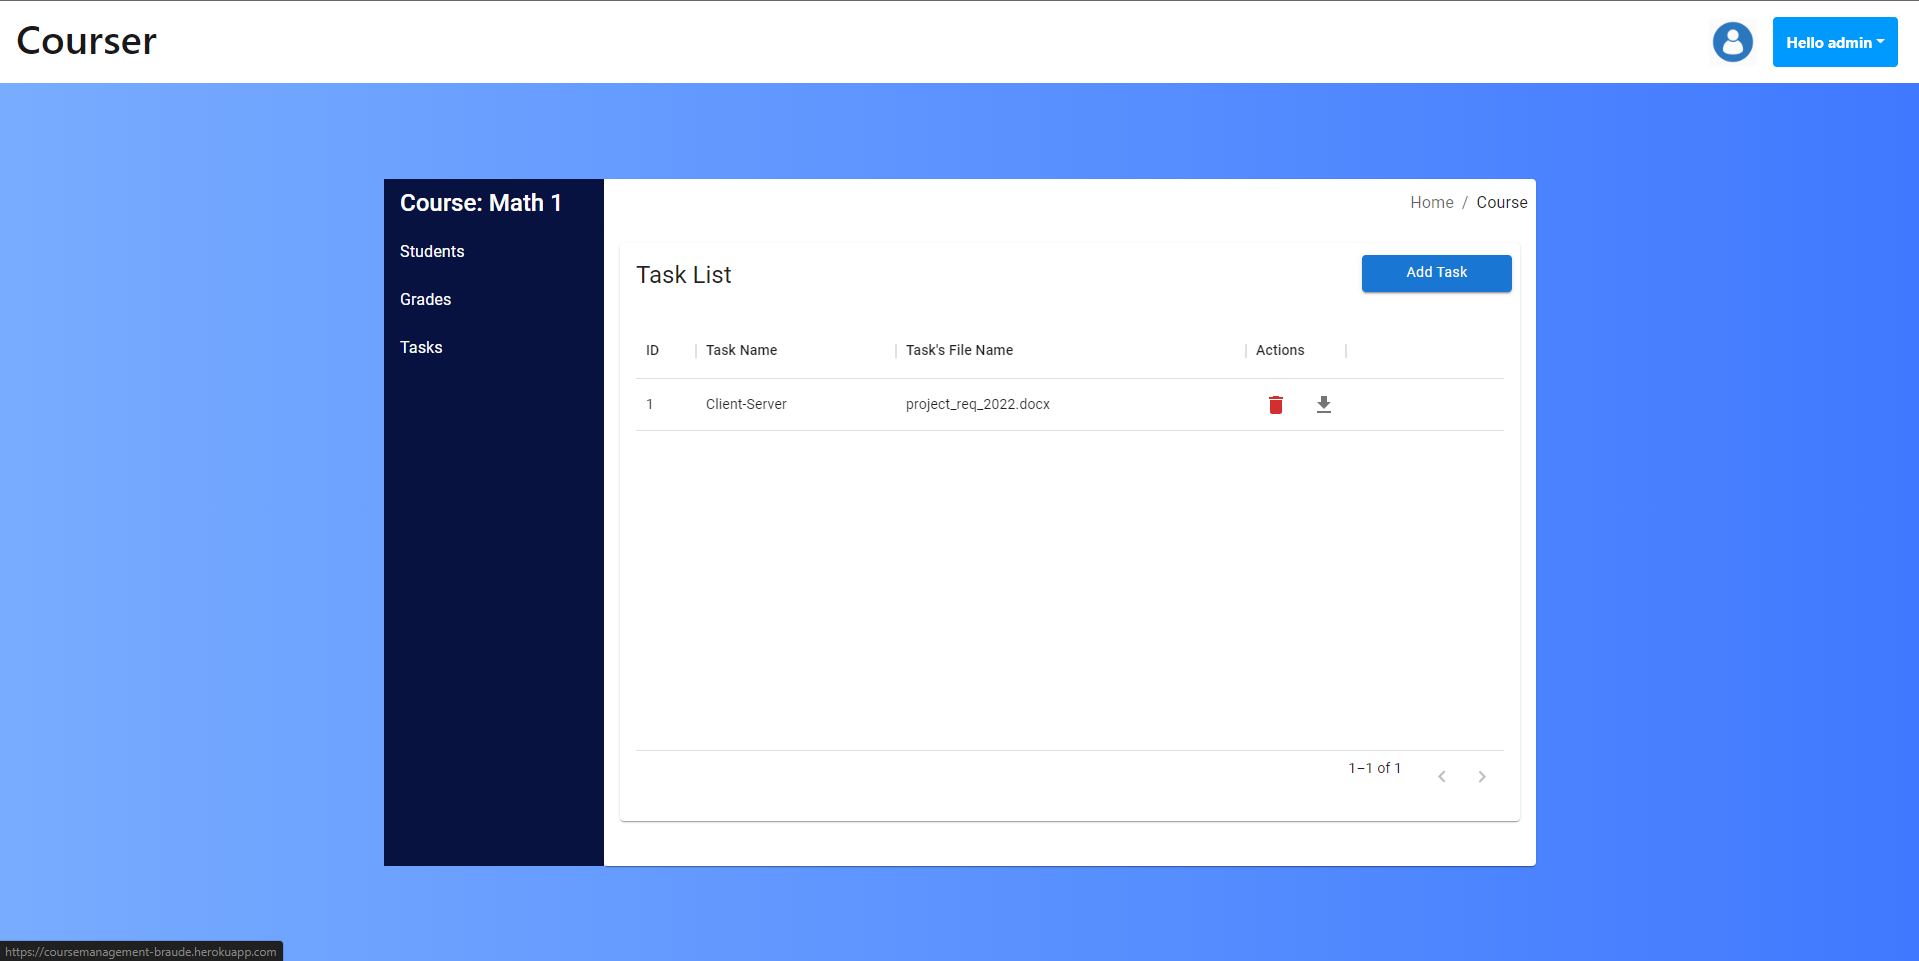 Courser
Hello admin
Course: Math 1
Students
Grades
Tasks
Home / Course
Task List
Add Task
ID Task Name Task's File Name Actions
1 Client-Server project_req_2022.docx
1–1 of 1
https://coursemanagement-braude.herokuapp.com